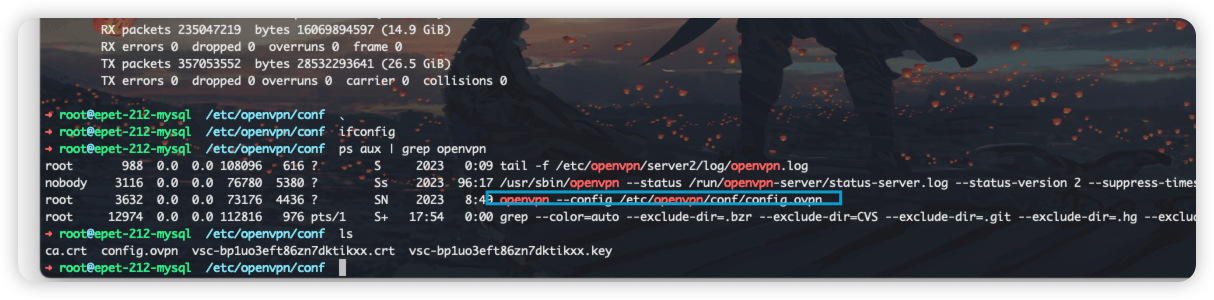 RX packets 235047219  bytes 16069894597 (14.9 GiB)
RX errors 0  dropped 0  overruns 0  frame 0
TX packets 357053552  bytes 28532293641 (26.5 GiB)
TX errors 0  dropped 0 overruns 0  carrier 0  collisions 0
→ root@epet-212-mysql  /etc/openvpn/conf  `
→ root@epet-212-mysql  /etc/openvpn/conf  ifconfig
→ root@epet-212-mysql  /etc/openvpn/conf  ps aux | grep openvpn
root       988  0.0  0.0 108096   616 ?        S     2023   0:09 tail -f /etc/openvpn/server2/log/openvpn.log
nobody    3116  0.0  0.0  76780  5380 ?        Ss    2023  96:17 /usr/sbin/openvpn --status /run/openvpn-server/status-server.log --status-version 2 --suppress-times
root      3632  0.0  0.0  73176  4436 ?        SN    2023   8:49 openvpn --config /etc/openvpn/conf/config.ovpn
root     12974  0.0  0.0 112816   976 pts/1    S+   17:54   0:00 grep --color=auto --exclude-dir=.bzr --exclude-dir=CVS --exclude-dir=.git --exclude-dir=.hg --exclude
→ root@epet-212-mysql  /etc/openvpn/conf  ls
ca.crt  config.ovpn  vsc-bp1uo3eft86zn7dktikxx.crt  vsc-bp1uo3eft86zn7dktikxx.key
→ root@epet-212-mysql  /etc/openvpn/conf